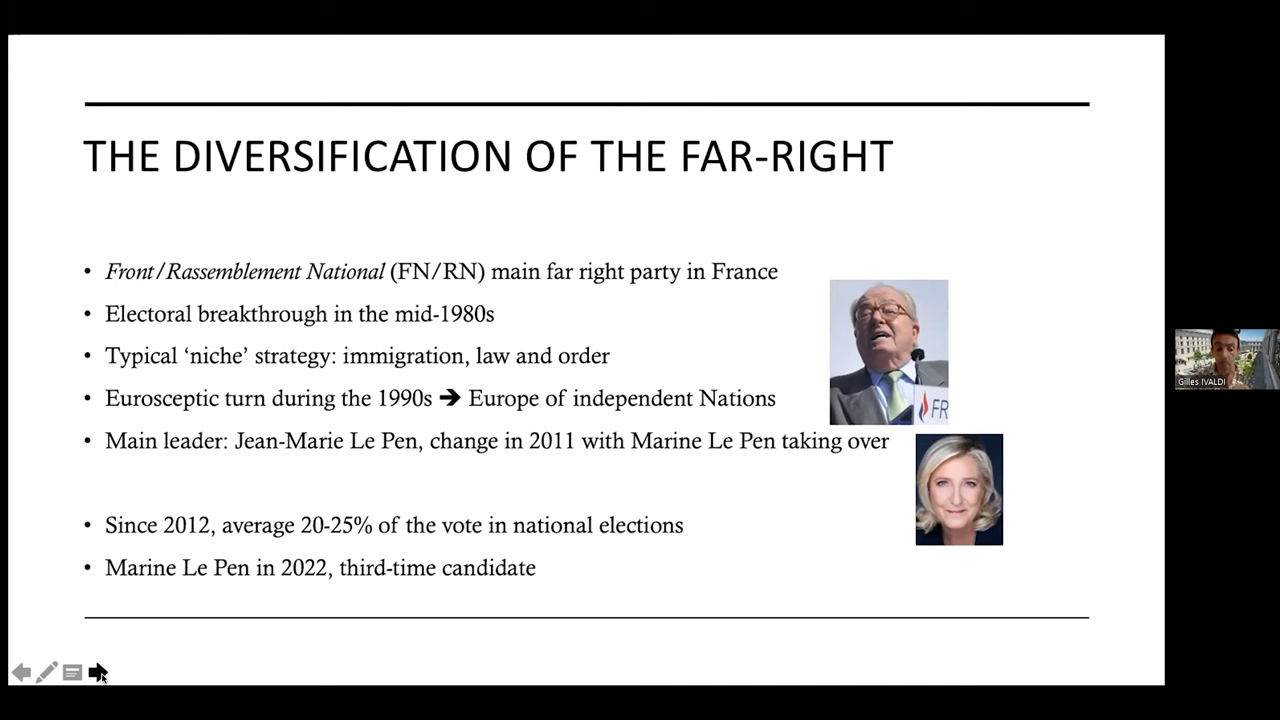 THE DIVERSIFICATION OF THE FAR-RIGHT
• Front/Rassemblement National (FN/RN) main far right party in France
• Electoral breakthrough in the mid-1980s
• Typical ‘niche’ strategy: immigration, law and order
• Eurosceptic turn during the 1990s ➔ Europe of independent Nations
• Main leader: Jean-Marie Le Pen, change in 2011 with Marine Le Pen taking over
• Since 2012, average 20-25% of the vote in national elections
• Marine Le Pen in 2022, third-time candidate
FR
Gilles IVALDI